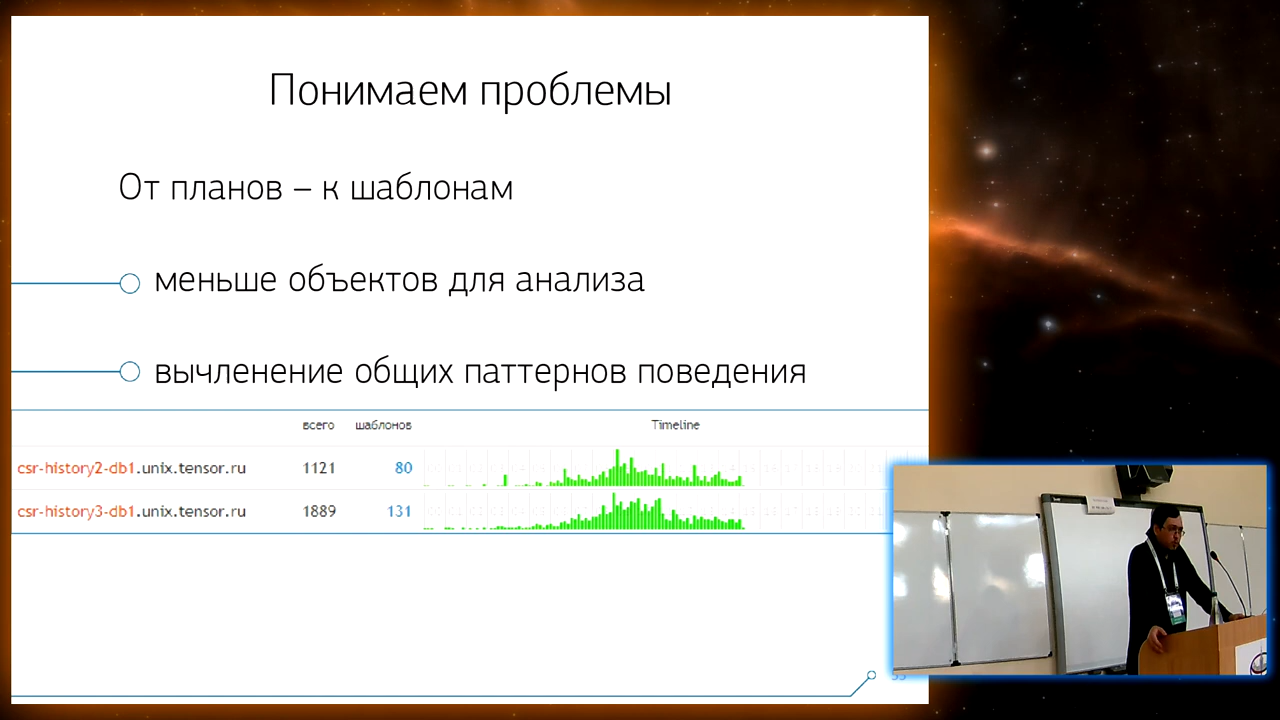 Понимаем проблемы
От планов – к шаблонам
меньше объектов для анализа
вычленение общих паттернов поведения
всего шаблонов Timeline
csr-history2-db1.unix.tensor.ru 1121 80
csr-history3-db1.unix.tensor.ru 1889 131